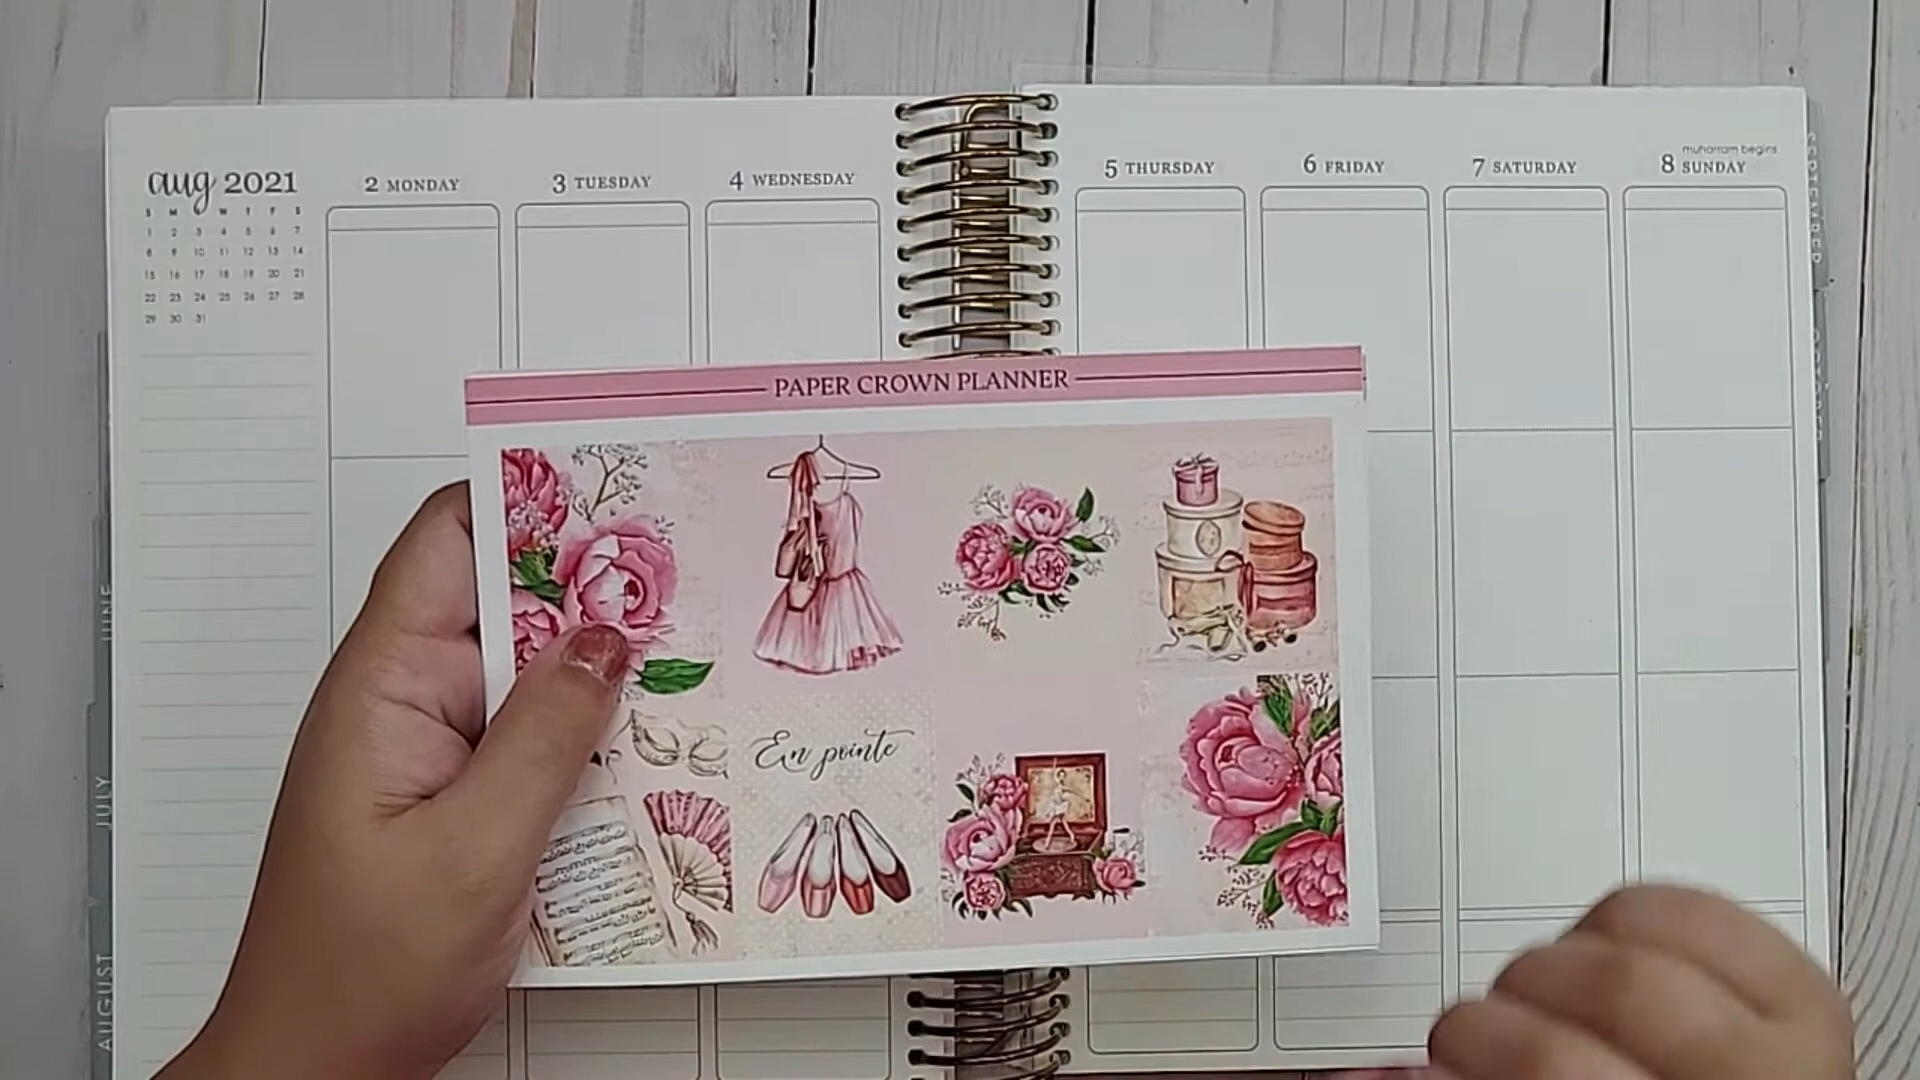 aug 2021
S M T W T F S
1 2 3 4 5 6 7
8 9 10 11 12 13 14
15 16 17 18 19 20 21
22 23 24 25 26 27 28
29 30 31
2 MONDAY
3 TUESDAY
4 WEDNESDAY
5 THURSDAY
6 FRIDAY
7 SATURDAY
muharram begins
8 SUNDAY
PAPER CROWN PLANNER
En pointe
JUNE
JULY
AUGUST
SEPTEMBER
OCTOBER